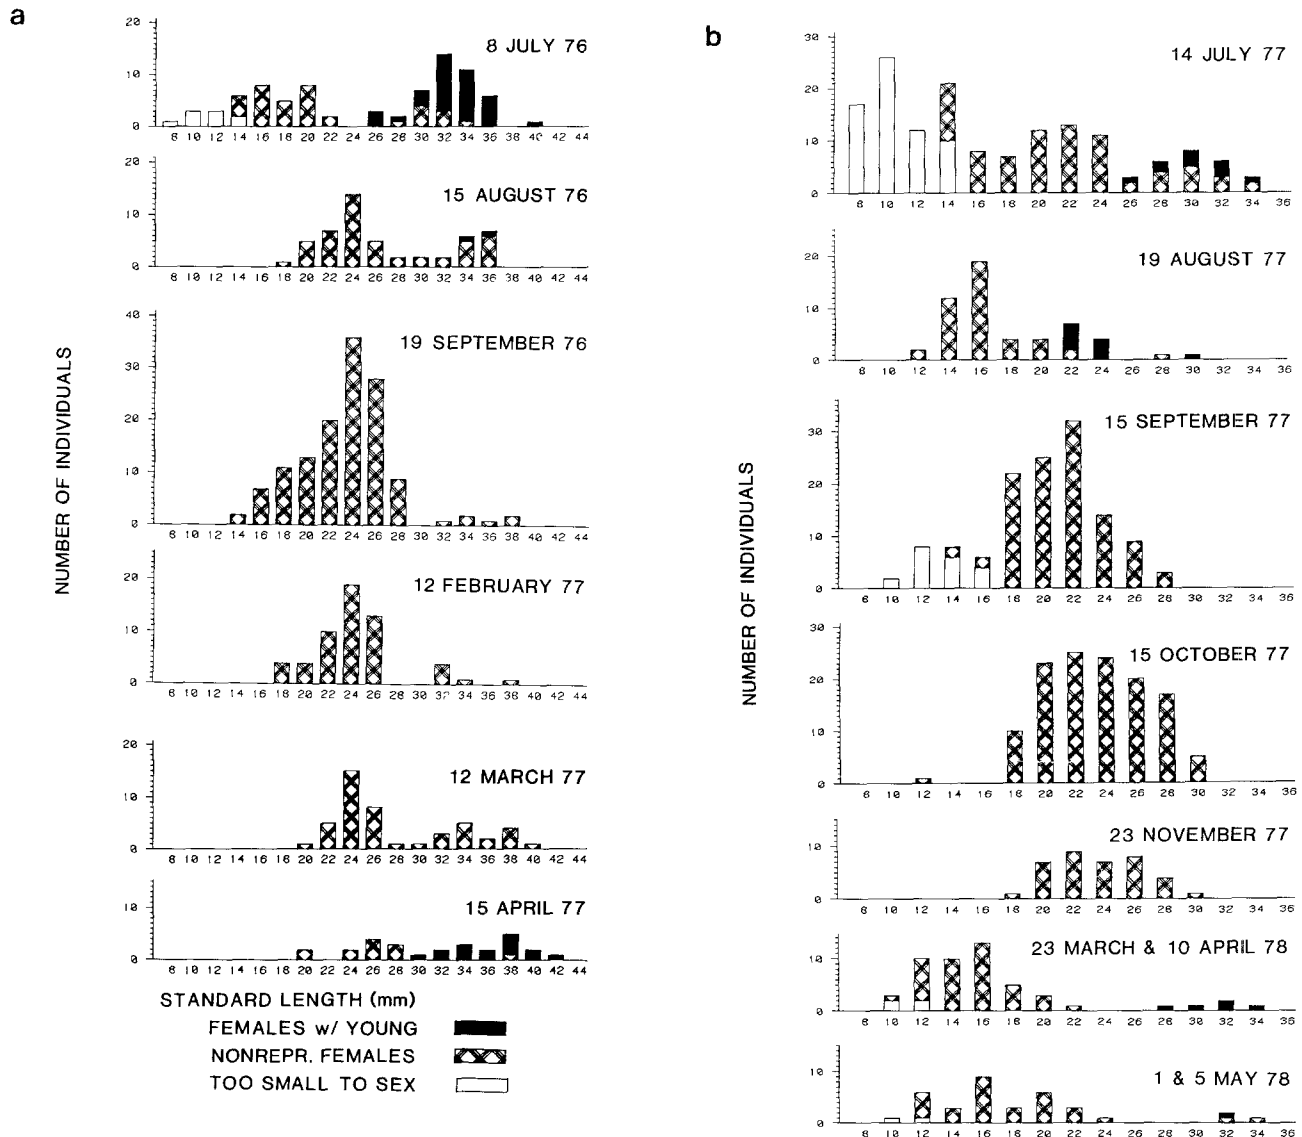 a
20
8 JULY 76
10
0
8 10 12 14 16 18 20 22 24 26 28 30 32 34 36 40 42 44
20
15 AUGUST 76
10
0
8 10 12 14 16 18 20 22 24 26 28 30 32 34 36 38 40 42 44
40
19 SEPTEMBER 76
30
20
10
0
8 10 12 14 16 18 20 22 24 26 28 30 32 34 36 38 40 42 44
20
12 FEBRUARY 77
10
0
8 10 12 14 16 18 20 22 24 26 28 30 32 34 36 38 40 42 44
20
12 MARCH 77
10
0
8 10 12 14 16 18 20 22 24 26 28 30 32 34 36 38 40 42 44
15 APRIL 77
10
0
8 10 12 14 16 18 20 22 24 26 28 30 32 34 36 38 40 42 44
NUMBER OF INDIVIDUALS
STANDARD LENGTH (mm)
FEMALES w/ YOUNG
NONREPR. FEMALES
TOO SMALL TO SEX
b
30
14 JULY 77
20
10
0
8 10 12 14 16 18 20 22 24 26 28 30 32 34 36
19 AUGUST 77
20
10
0
8 10 12 14 16 18 20 22 24 26 28 30 32 34 36
15 SEPTEMBER 77
30
20
10
0
8 10 12 14 16 18 20 22 24 26 28 30 32 34 36
30
15 OCTOBER 77
20
10
0
8 10 12 14 16 18 20 22 24 26 28 30 32 34 36
23 NOVEMBER 77
10
0
8 10 12 14 16 18 20 22 24 26 28 30 32 34 36
23 MARCH & 10 APRIL 78
10
0
8 10 12 14 16 18 20 22 24 26 28 30 32 34 36
1 & 5 MAY 78
10
0
8 10 12 14 16 18 20 22 24 26 28 30 32 34 36
NUMBER OF INDIVIDUALS